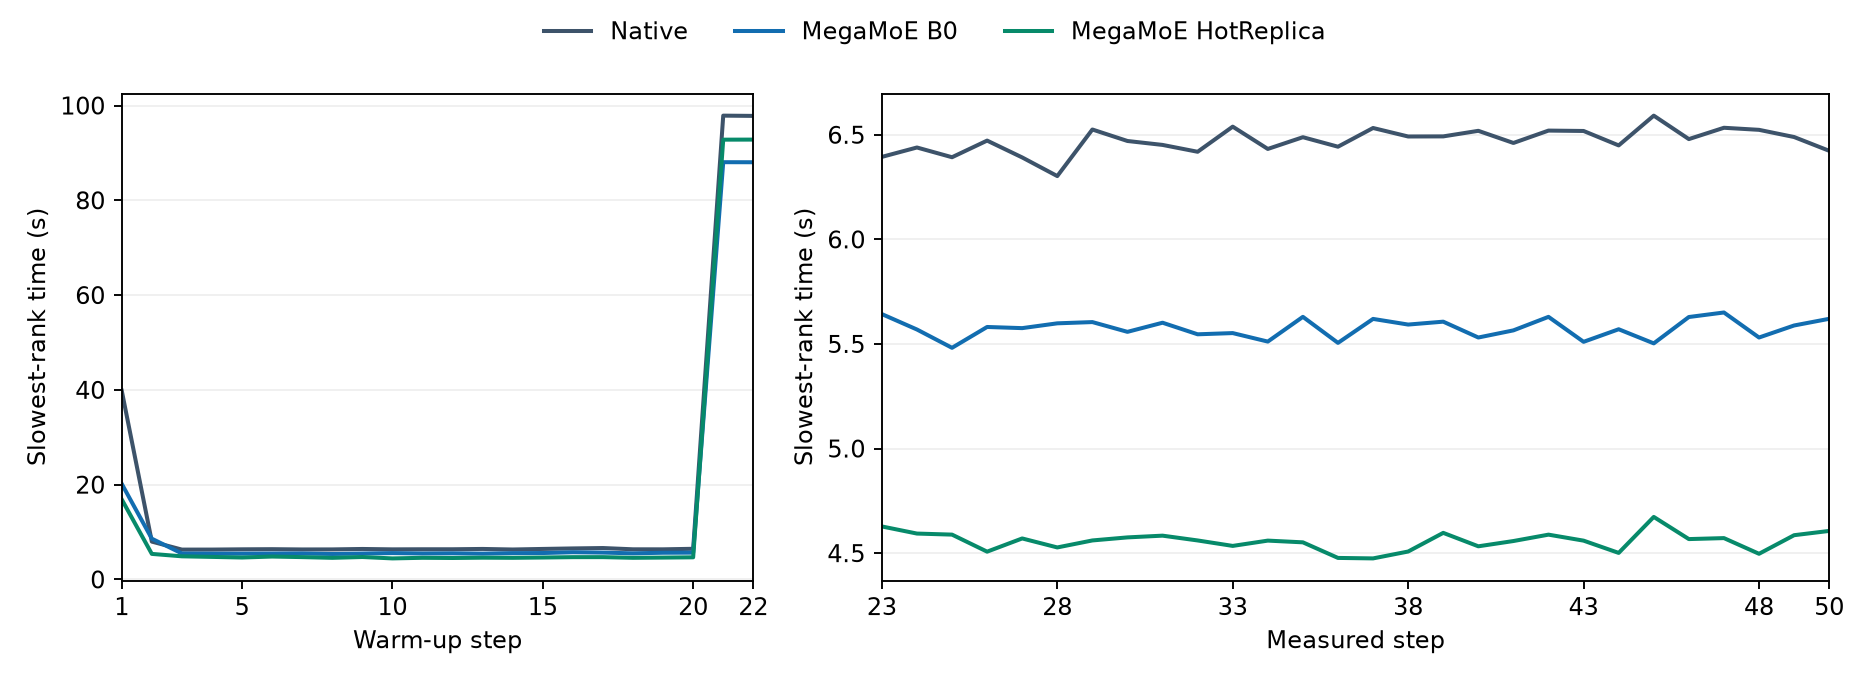 Native MegaMoE B0 MegaMoE HotReplica
Slowest-rank time (s)
100
80
60
40
20
0
1 5 10 15 20 22
Warm-up step
Slowest-rank time (s)
6.5
6.0
5.5
5.0
4.5
23 28 33 38 43 48 50
Measured step